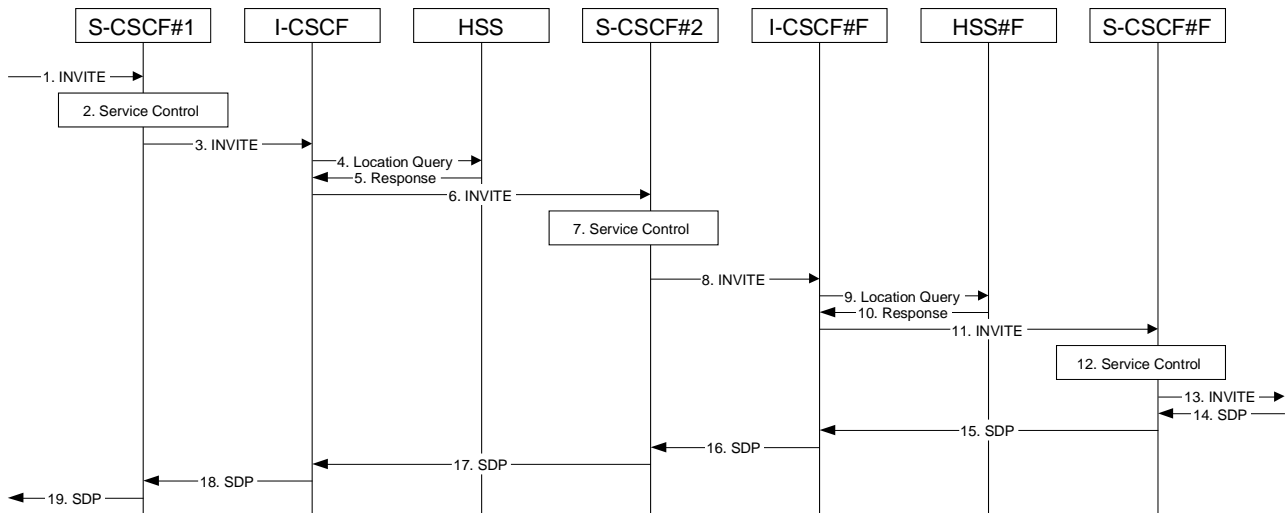 S-CSCF#1
I-CSCF
HSS
S-CSCF#2
I-CSCF#F
HSS#F
S-CSCF#F
1. INVITE
2. Service Control
3. INVITE
4. Location Query
5. Response
6. INVITE
7. Service Control
8. INVITE
9. Location Query
10. Response
11. INVITE
12. Service Control
13. INVITE
14. SDP
15. SDP
16. SDP
17. SDP
18. SDP
19. SDP